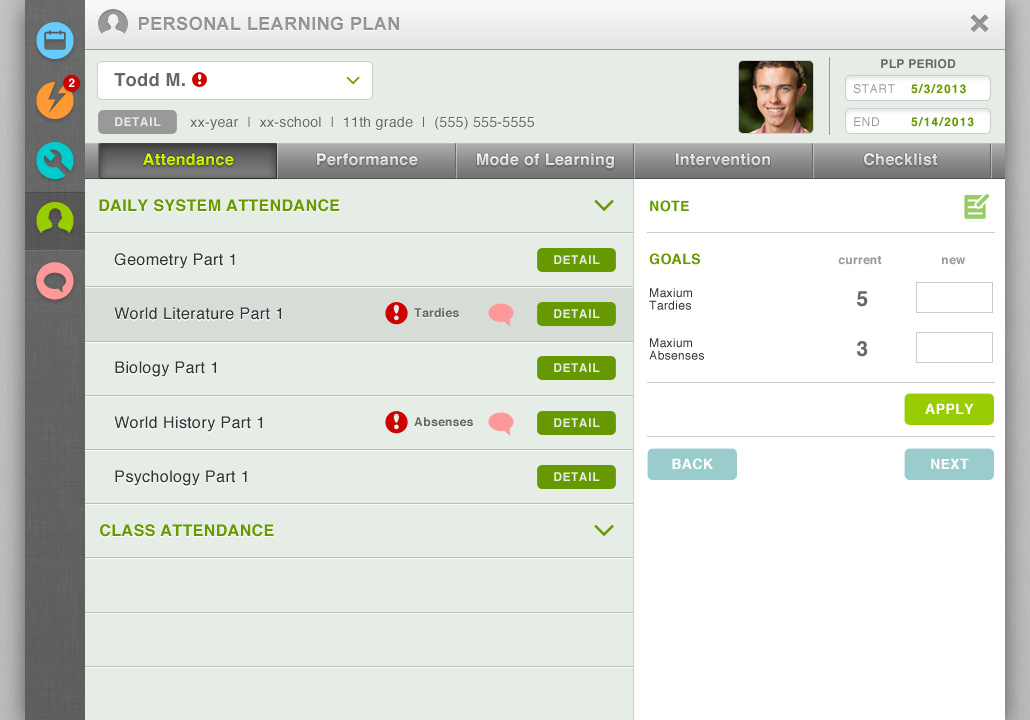 PERSONAL LEARNING PLAN
2
Todd M.
PLP PERIOD
START 5/3/2013
END 5/14/2013
DETAIL xx-year | xx-school | 11th grade | (555) 555-5555
Attendance Performance Mode of Learning Intervention Checklist
DAILY SYSTEM ATTENDANCE
Geometry Part 1 DETAIL
World Literature Part 1 Tardies DETAIL
Biology Part 1 DETAIL
World History Part 1 Absenses DETAIL
Psychology Part 1 DETAIL
CLASS ATTENDANCE
NOTE
GOALS current new
Maxium
Tardies
5
Maxium
Absenses
3
APPLY
BACK NEXT